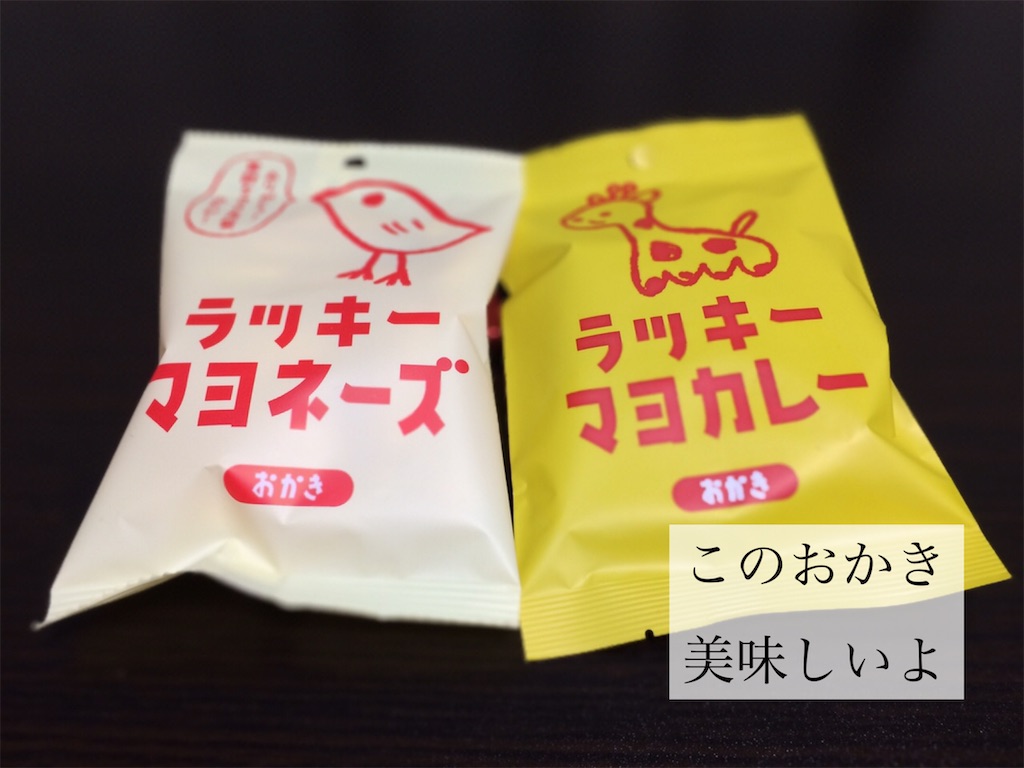 ラッキー
マヨネーズ
おかき
ラッキー
マヨカレー
おかき
このおかき
美味しいよ